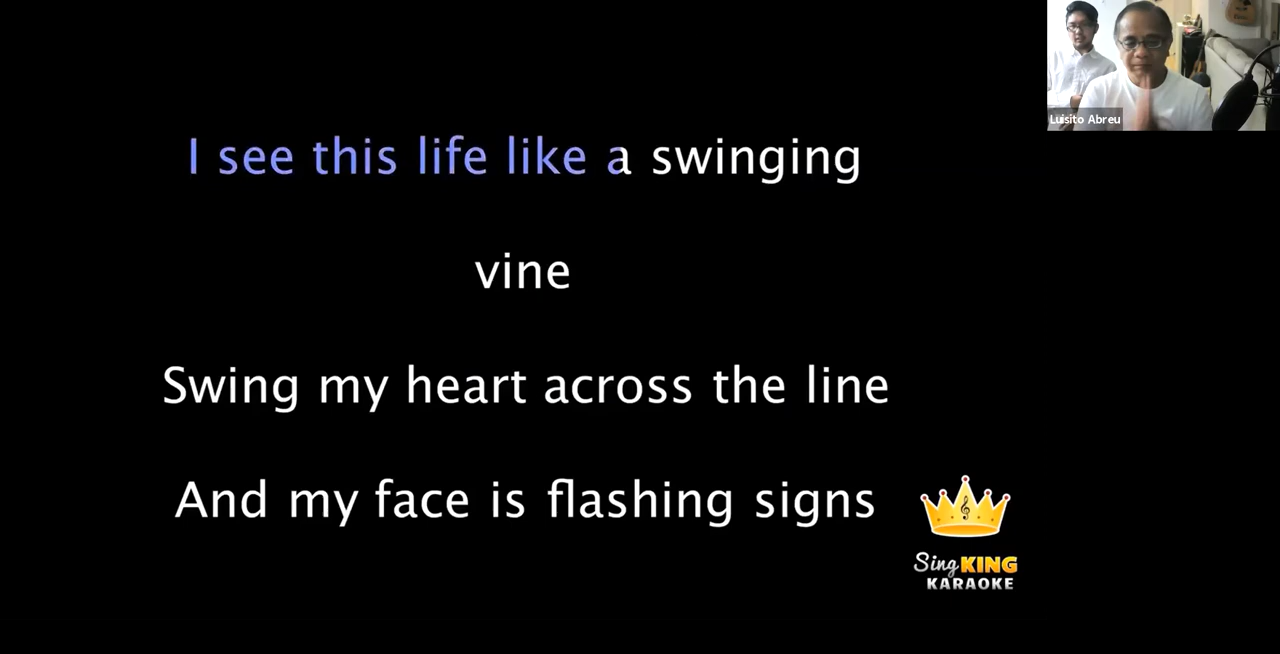 I see this life like a swinging
vine
Swing my heart across the line
And my face is flashing signs
Sing KING
KARAOKE
Luisito Abreu